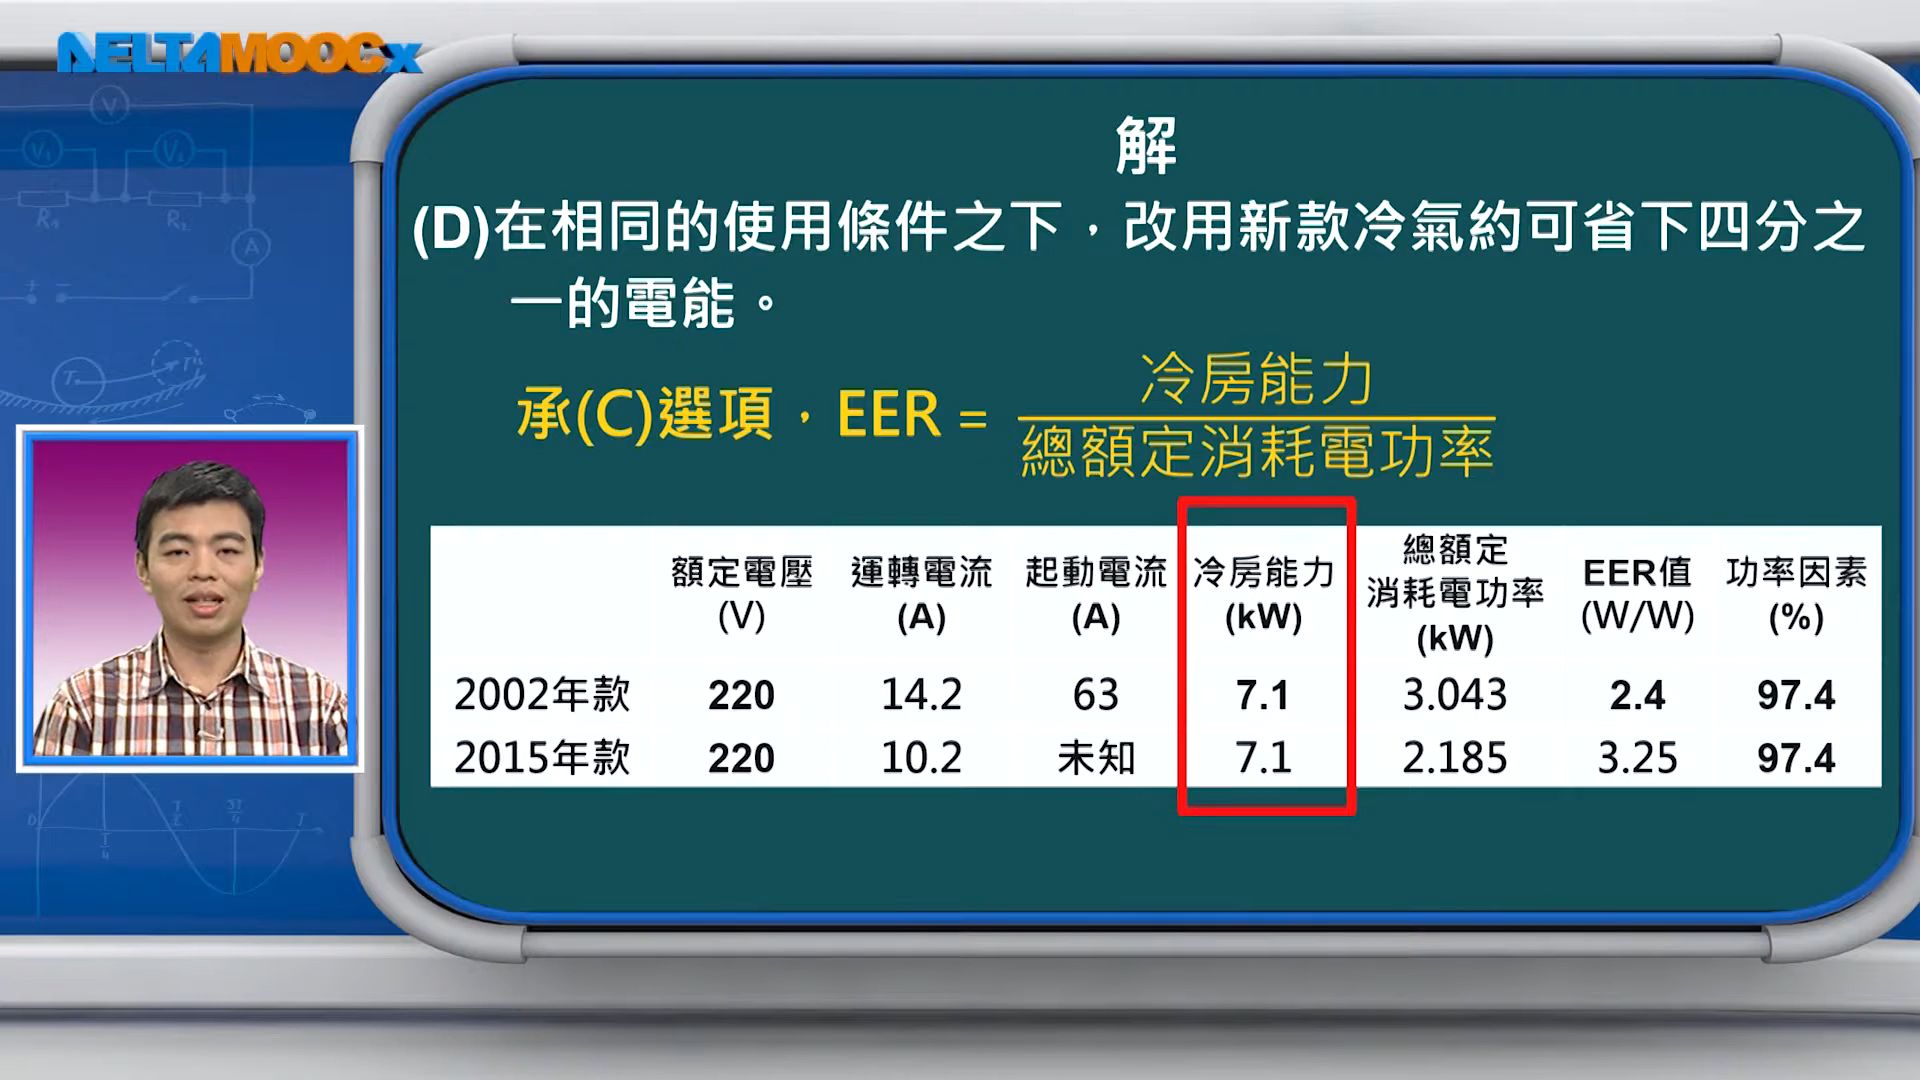 DELTAMOOCx
解
(D)在相同的使用條件之下，改用新款冷氣約可省下四分之
一的電能。
承(C)選項，EER = 冷房能力
總額定消耗電功率
額定電壓 (V) 運轉電流 (A) 起動電流 (A) 冷房能力 (kW) 總額定消耗電功率 (kW) EER值 (W/W) 功率因素 (%)
2002年款 220 14.2 63 7.1 3.043 2.4 97.4
2015年款 220 10.2 未知 7.1 2.185 3.25 97.4
V
V₁ V₂
R₁ R₂
A